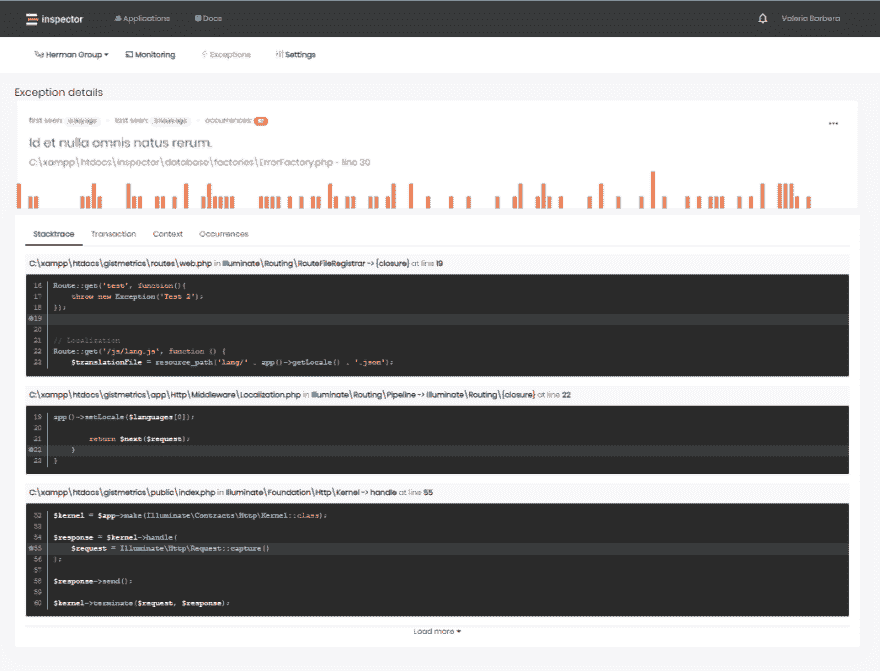 inspector Applications Docs Valerio Barbera
Herman Group Monitoring Exceptions Settings
Exception details
first seen: last seen: occurrences:
Id et nulla omnis natus rerum.
C:\xampp\htdocs\inspector\database\factories\ErrorFactory.php - line 30
Stacktrace Transaction Context Occurrences
C:\xampp\htdocs\gistmetrics\routes\web.php in Illuminate\Routing\RouteFileRegistrar -> {closure} at line 19
16 Route::get('test', function(){
17 throw new Exception('Test 2');
18 });
19
20
21 // Localization
22 Route::get('/js/lang.js', function () {
23 $translationFile = resource_path('lang/' . app()->getLocale() . '.json');
C:\xampp\htdocs\gistmetrics\app\Http\Middleware\Localization.php in Illuminate\Routing\Pipeline -> Illuminate\Routing\{closure} at line 22
19 app()->setLocale($languages[0]);
20
21 return $next($request);
22 }
23 }
C:\xampp\htdocs\gistmetrics\public\index.php in Illuminate\Foundation\Http\Kernel -> handle at line 55
52 $kernel = $app->make(Illuminate\Contracts\Http\Kernel::class);
53
54 $response = $kernel->handle(
55 $request = Illuminate\Http\Request::capture()
56 );
57
58 $response->send();
59
60 $kernel->terminate($request, $response);
Load more